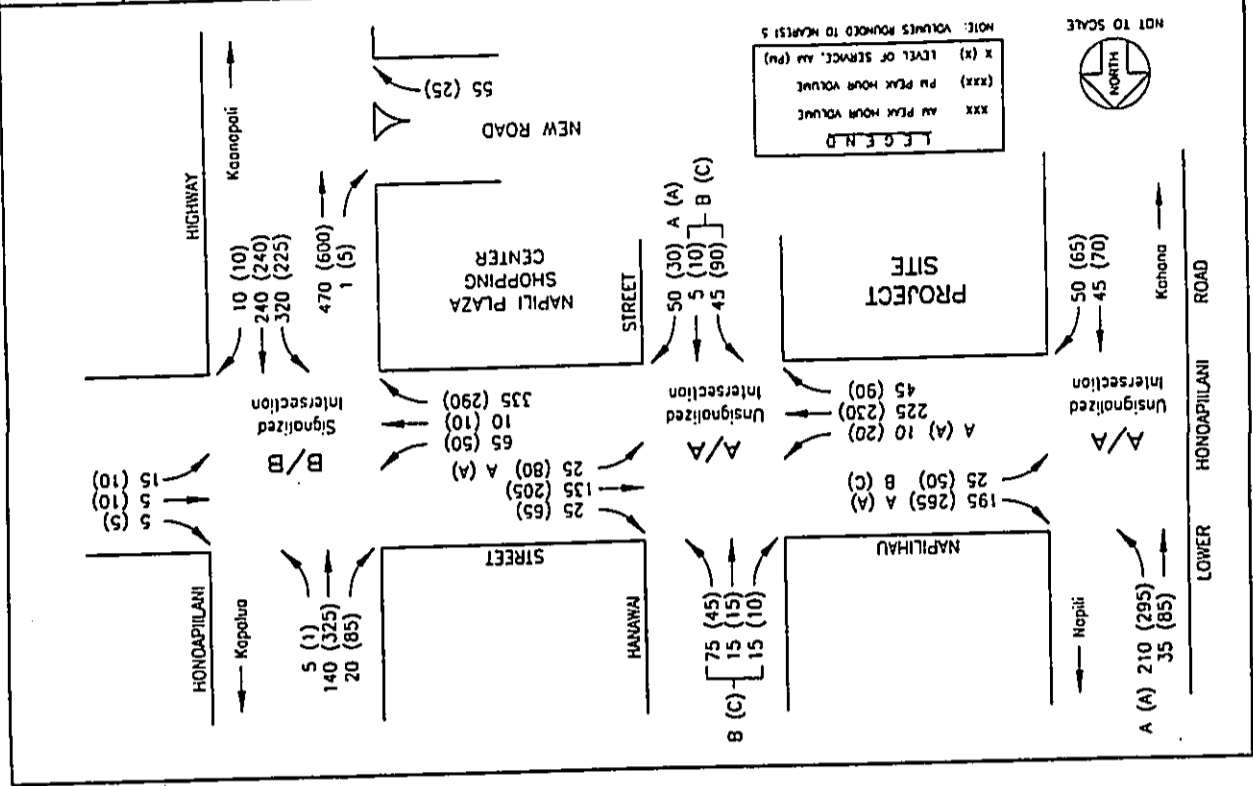 HIGHWAY
Kaanapali
55 (25)
NEW ROAD
NOTE: VOLUMES ROUNDED TO NEAREST 5
LEGEND
XXX AM PEAK HOUR VOLUME
(XXX) PM PEAK HOUR VOLUME
X (X) LEVEL OF SERVICE, AM (PM)
NOT TO SCALE
NORTH
10 (10)
240 (240)
320 (225)
470 (600)
1 (5)
NAPILI PLAZA
SHOPPING
CENTER
STREET
50 (30) A (A)
5 (10)
45 (90)
B (C)
PROJECT
SITE
50 (65)
45 (70)
Kahana
ROAD
Signalized
Intersection
B/B
335 (290)
10 (10)
65 (50)
Unsignalized
Intersection
A/A
25 (80) A (A)
135 (205)
25 (65)
45 (90)
225 (230)
A (A) 10 (20)
Unsignalized
Intersection
A/A
25 (50) B (C)
195 (265) A (A)
HONOAPIILANI
15 (10)
5 (10)
5 (5)
HONOAPIILANI
Kapalua
5 (1)
140 (325)
20 (85)
STREET
HANAWAI
75 (45)
15 (15)
15 (10)
B (C)
NAPILIHAU
Napili
A (A) 210 (295)
35 (85)
LOWER